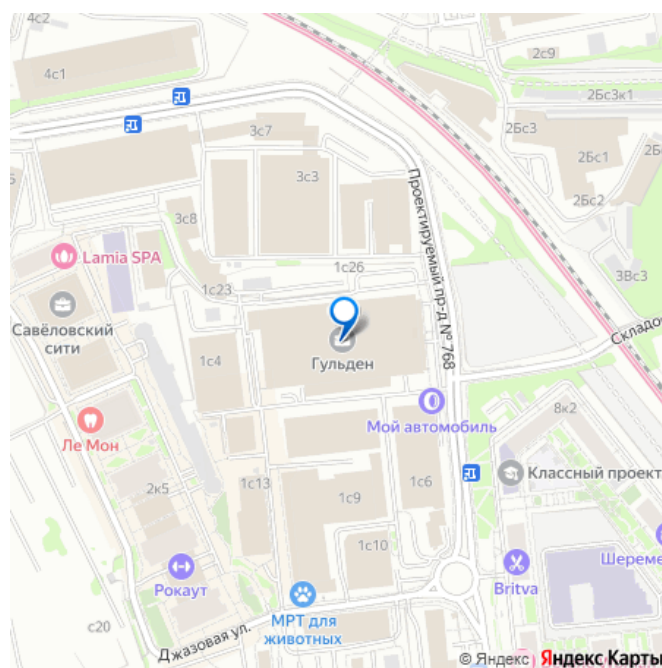 4с2
4с1
2с9
2Бс3к1
2Бс3
2Бс1
2Бс2
3с7
3с3
3с8
Проектируемый пр-д № 768
3Вс3
Lamia SPA
1с26
1с23
Савёловский
сити
Складо
1с4
Гульден
Мой автомобиль
8к2
Ле Мон
Классный проект
2к5
1с13
1с9
1с6
1с10
Рокаут
Britva
Шереме
МРТ для
животных
с20
Джазовая ул.
© Яндекс Яндекс Карты